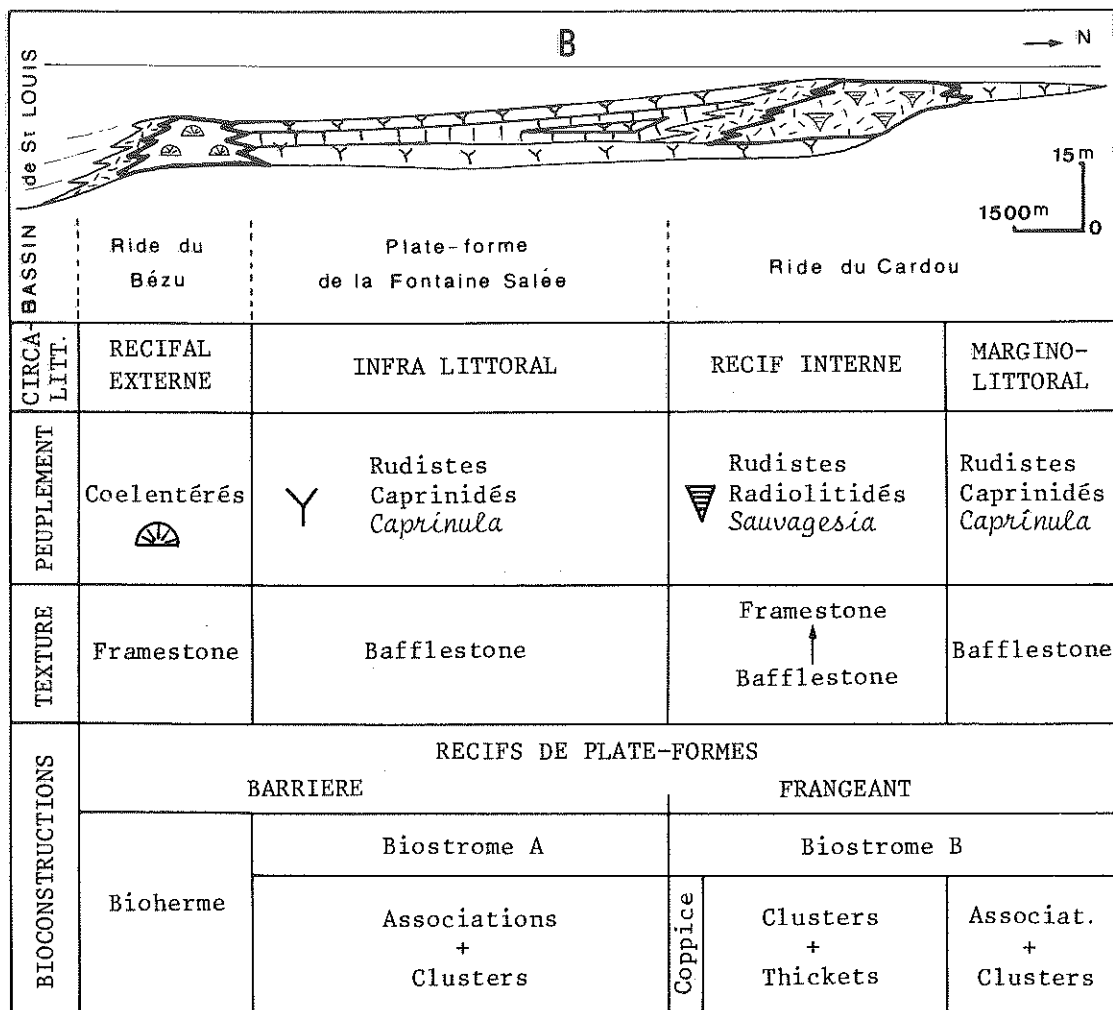 B
→ N
BASSIN de St LOUIS
15 m
1500 m
0
Ride du
Bézu
Plate-forme
de la Fontaine Salée
Ride du Cardou
CIRCA-
LITT.
RECIFAL
EXTERNE
INFRA LITTORAL
RECIF INTERNE
MARGINO-
LITTORAL
PEUPLEMENT
Coelentérés
Rudistes
Caprinidés
Caprinula
Rudistes
Radiolitidés
Sauvagesia
Rudistes
Caprinidés
Caprinula
TEXTURE
Framestone
Bafflestone
Framestone
Bafflestone
Bafflestone
BIOCONSTRUCTIONS
RECIFS DE PLATE-FORMES
BARRIERE
FRANGEANT
Bioherme
Biostrome A
Biostrome B
Associations
+
Clusters
Coppice
Clusters
+
Thickets
Associat.
+
Clusters